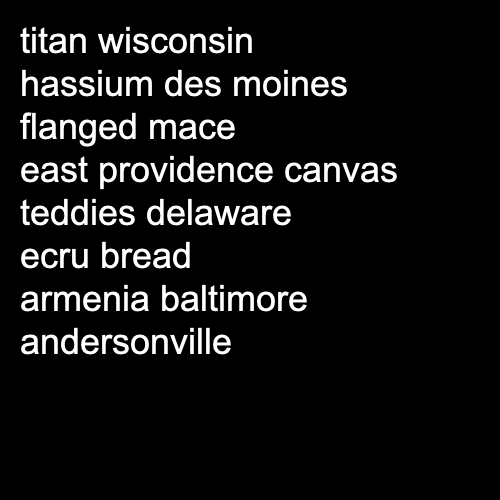 titan wisconsin
hassium des moines
flanged mace
east providence canvas
teddies delaware
ecru bread
armenia baltimore
andersonville